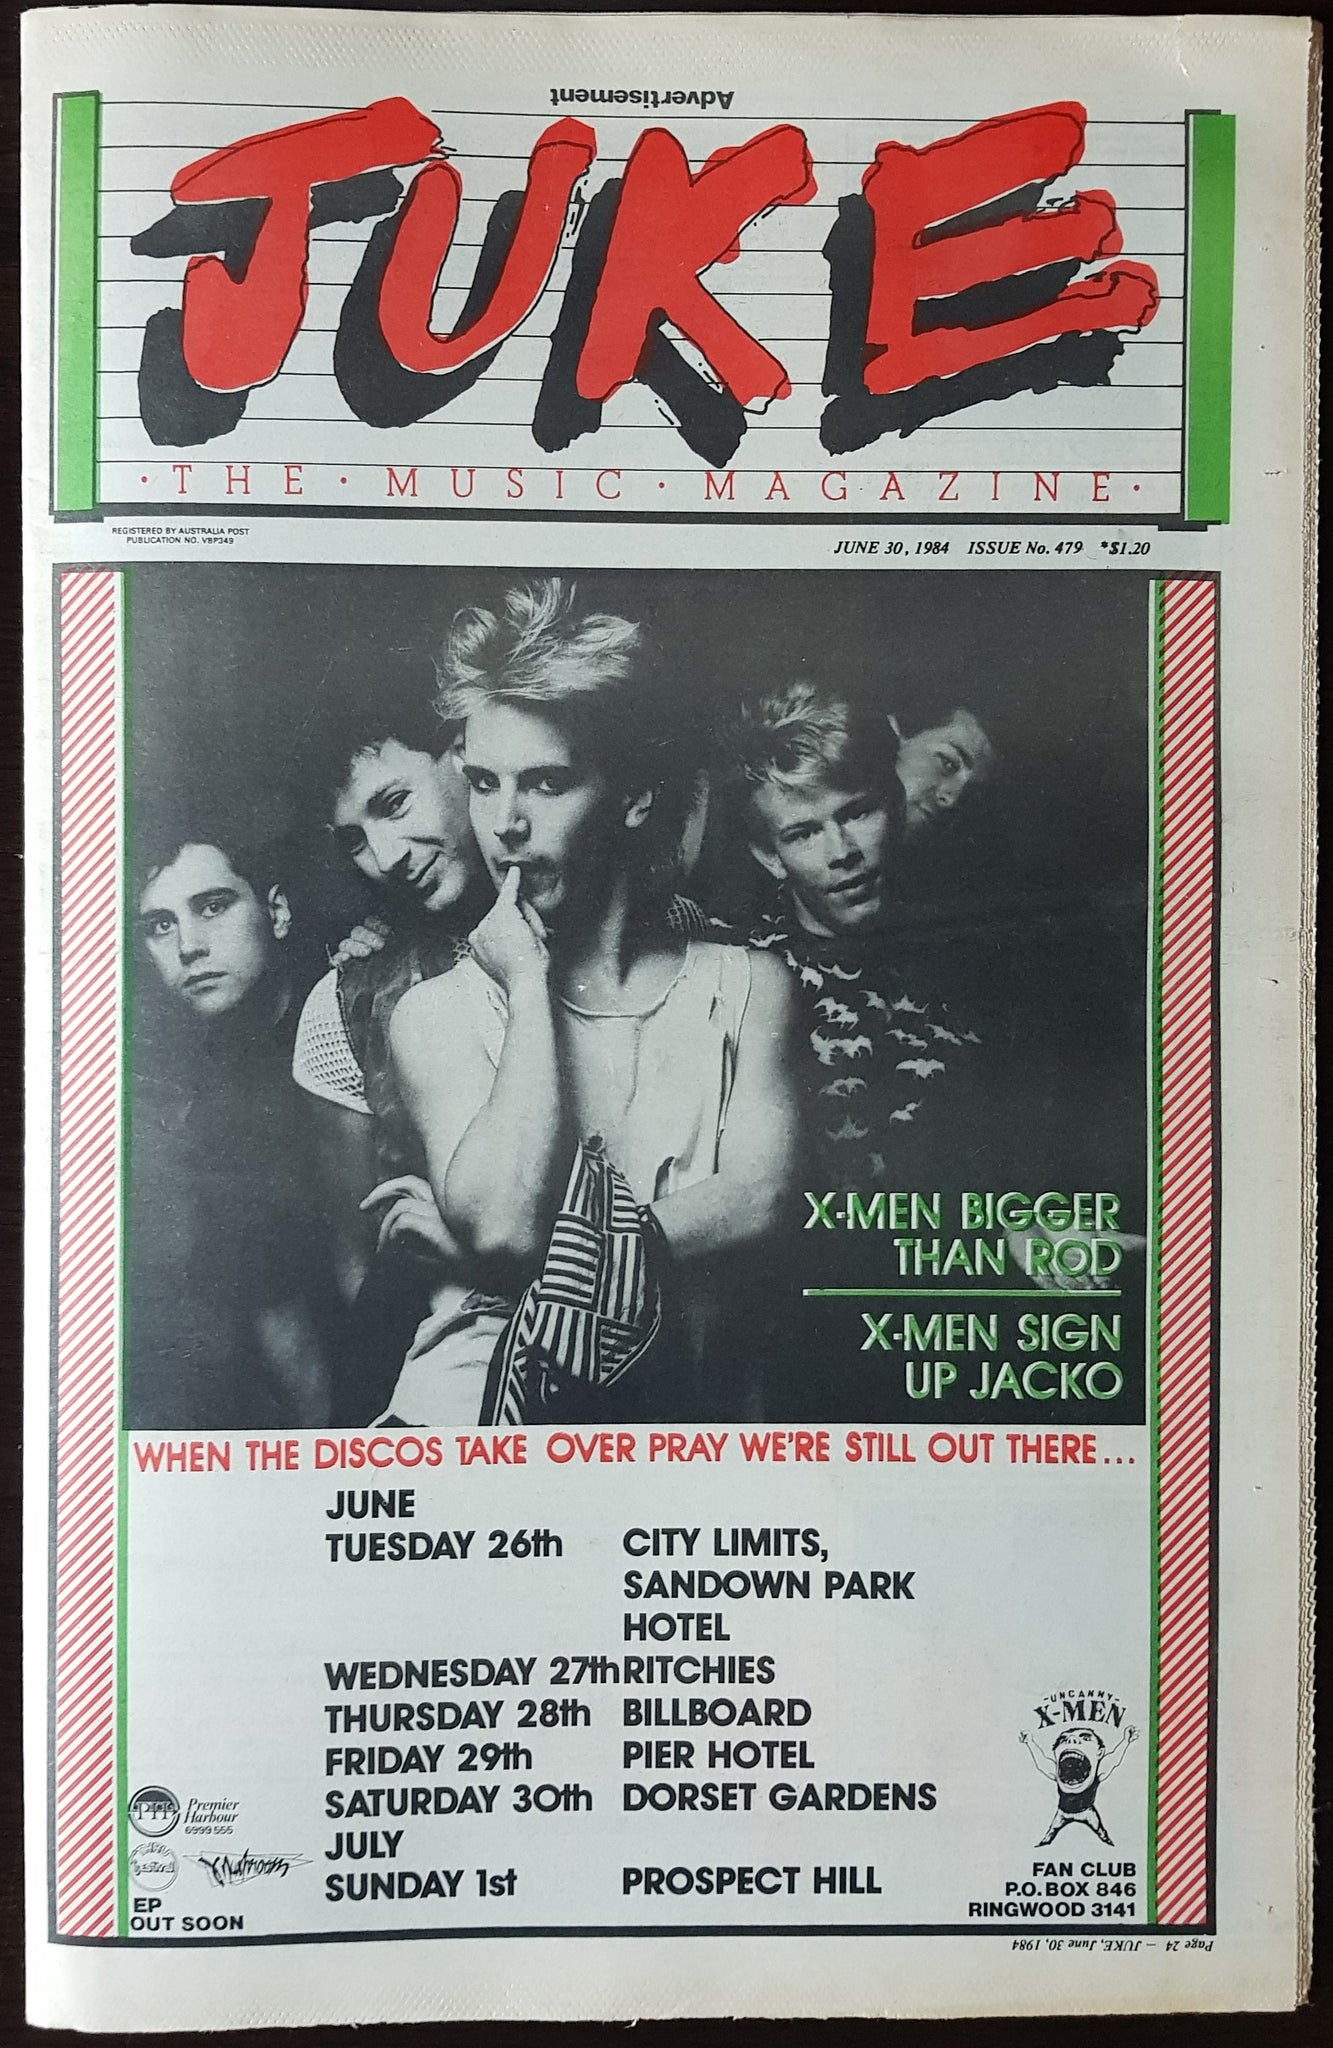 Advertisement
JUKE
·THE·MUSIC·MAGAZINE·
REGISTERED BY AUSTRALIA POST
PUBLICATION NO. VBP349
JUNE 30, 1984 ISSUE No. 479 *$1.20
X-MEN BIGGER
THAN ROD
X-MEN SIGN
UP JACKO
WHEN THE DISCOS TAKE OVER PRAY WE'RE STILL OUT THERE...
JUNE
TUESDAY 26th CITY LIMITS,
SANDOWN PARK
HOTEL
WEDNESDAY 27th RITCHIES
THURSDAY 28th BILLBOARD
FRIDAY 29th PIER HOTEL
SATURDAY 30th DORSET GARDENS
JULY
SUNDAY 1st PROSPECT HILL
PH Premier
Harbour
6999 555
Mushroom
EP
OUT SOON
-UNCANNY-
X-MEN
FAN CLUB
P.O. BOX 846
RINGWOOD 3141
Page 24 — JUKE, June 30, 1984